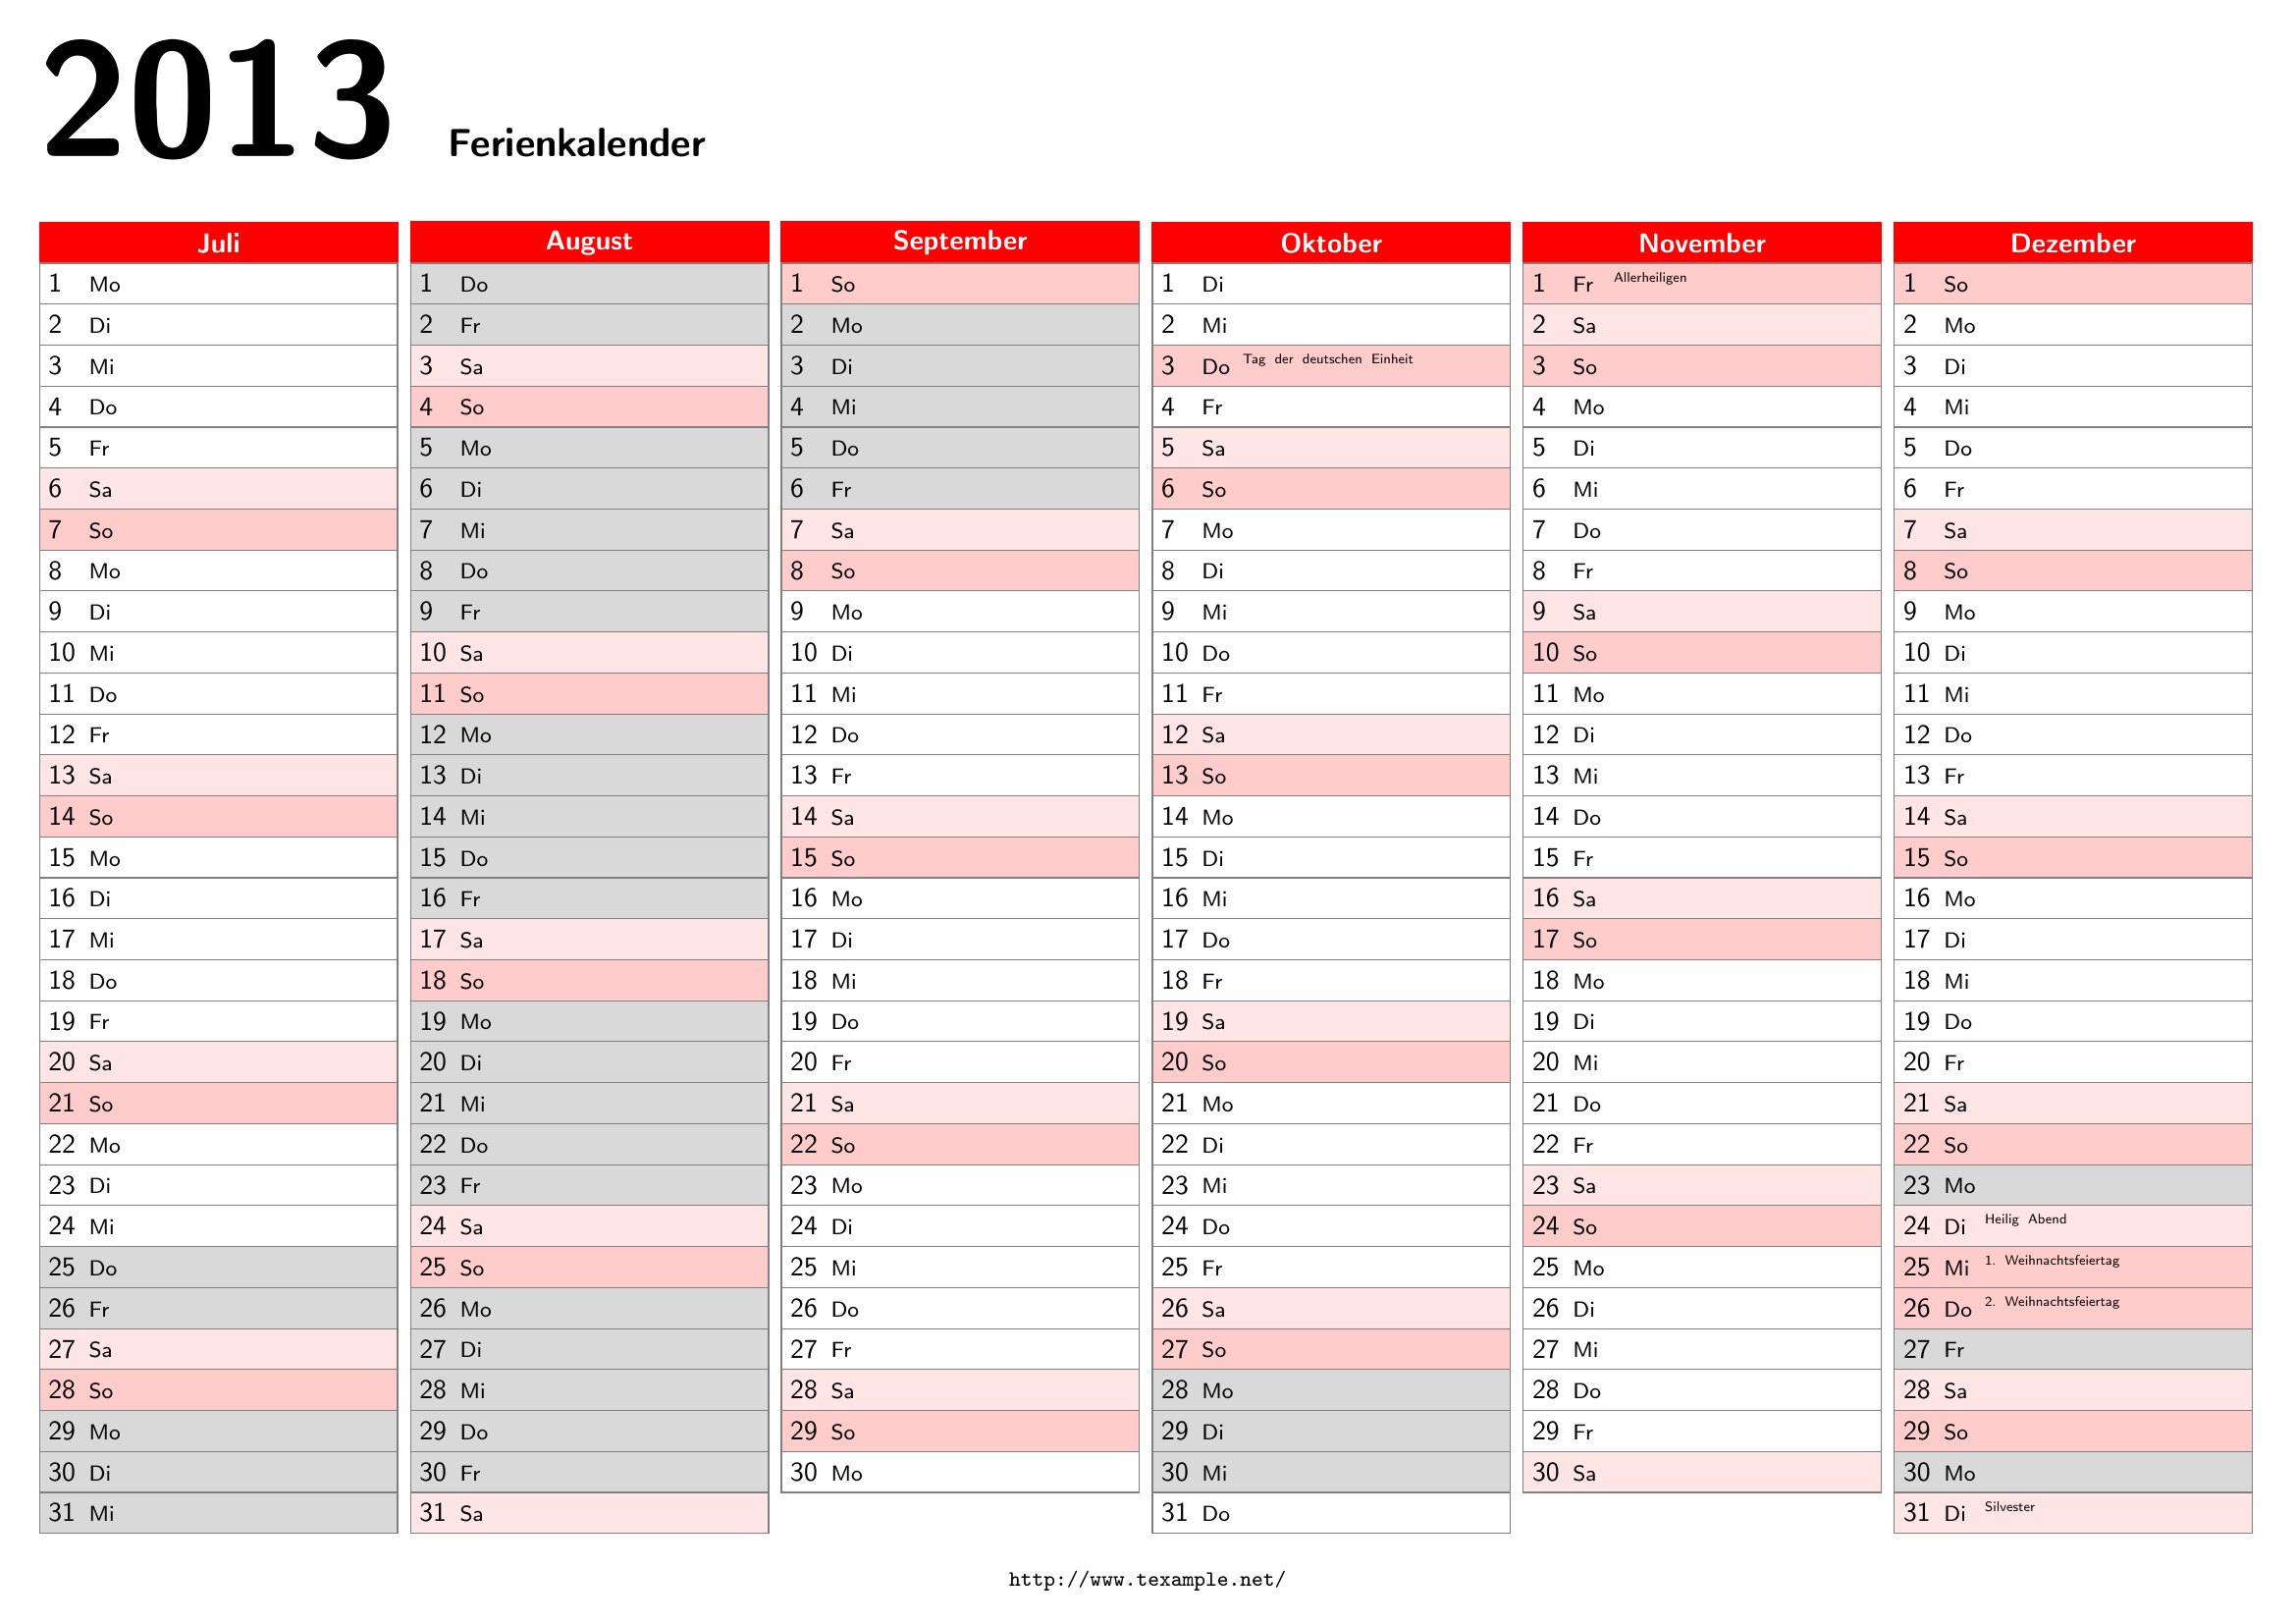 2013 Ferienkalender
Juli August September Oktober November Dezember
1 Mo 1 Do 1 So 1 Di 1 Fr Allerheiligen 1 So
2 Di 2 Fr 2 Mo 2 Mi 2 Sa 2 Mo
3 Mi 3 Sa 3 Di 3 Do Tag der deutschen Einheit 3 So 3 Di
4 Do 4 So 4 Mi 4 Fr 4 Mo 4 Mi
5 Fr 5 Mo 5 Do 5 Sa 5 Di 5 Do
6 Sa 6 Di 6 Fr 6 So 6 Mi 6 Fr
7 So 7 Mi 7 Sa 7 Mo 7 Do 7 Sa
8 Mo 8 Do 8 So 8 Di 8 Fr 8 So
9 Di 9 Fr 9 Mo 9 Mi 9 Sa 9 Mo
10 Mi 10 Sa 10 Di 10 Do 10 So 10 Di
11 Do 11 So 11 Mi 11 Fr 11 Mo 11 Mi
12 Fr 12 Mo 12 Do 12 Sa 12 Di 12 Do
13 Sa 13 Di 13 Fr 13 So 13 Mi 13 Fr
14 So 14 Mi 14 Sa 14 Mo 14 Do 14 Sa
15 Mo 15 Do 15 So 15 Di 15 Fr 15 So
16 Di 16 Fr 16 Mo 16 Mi 16 Sa 16 Mo
17 Mi 17 Sa 17 Di 17 Do 17 So 17 Di
18 Do 18 So 18 Mi 18 Fr 18 Mo 18 Mi
19 Fr 19 Mo 19 Do 19 Sa 19 Di 19 Do
20 Sa 20 Di 20 Fr 20 So 20 Mi 20 Fr
21 So 21 Mi 21 Sa 21 Mo 21 Do 21 Sa
22 Mo 22 Do 22 So 22 Di 22 Fr 22 So
23 Di 23 Fr 23 Mo 23 Mi 23 Sa 23 Mo
24 Mi 24 Sa 24 Di 24 Do 24 So 24 Di Heilig Abend
25 Do 25 So 25 Mi 25 Fr 25 Mo 25 Mi 1. Weihnachtsfeiertag
26 Fr 26 Mo 26 Do 26 Sa 26 Di 26 Do 2. Weihnachtsfeiertag
27 Sa 27 Di 27 Fr 27 So 27 Mi 27 Fr
28 So 28 Mi 28 Sa 28 Mo 28 Do 28 Sa
29 Mo 29 Do 29 So 29 Di 29 Fr 29 So
30 Di 30 Fr 30 Mo 30 Mi 30 Sa 30 Mo
31 Mi 31 Sa 31 Do 31 Di Silvester
http://www.texample.net/